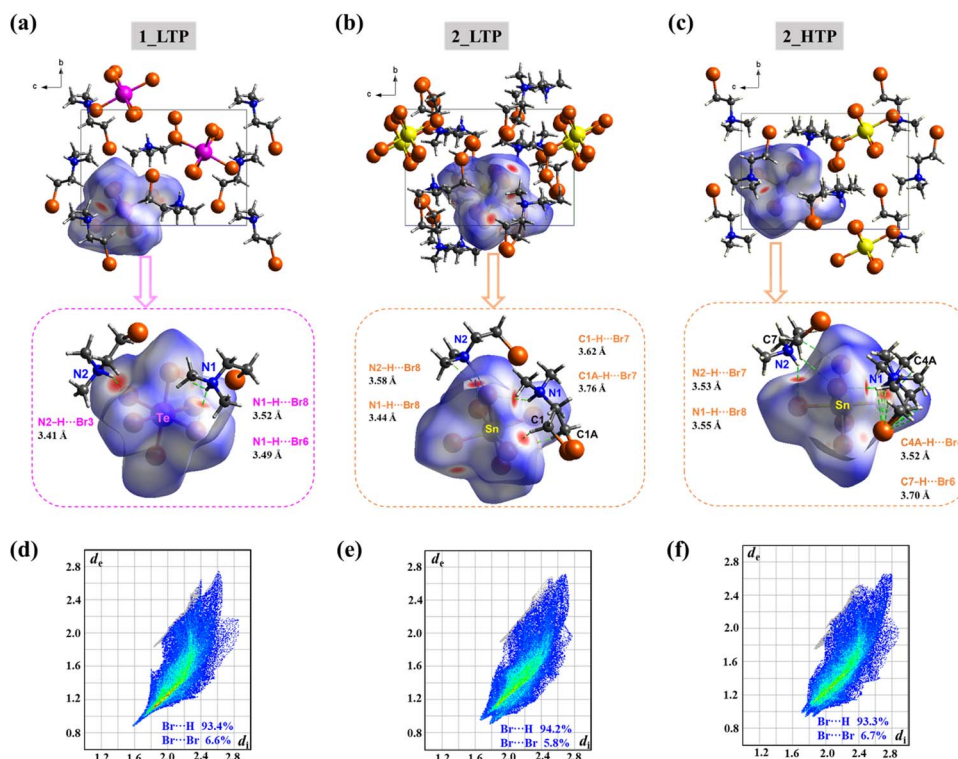 (a)
1_LTP
(b)
2_LTP
(c)
2_HTP
b
c
b
c
b
c
N2
N1
Te
N2–H···Br3
3.41 Å
N1–H···Br8
3.52 Å
N1–H···Br6
3.49 Å
N2
N1
Sn
C1
C1A
N2–H···Br8
3.58 Å
N1–H···Br8
3.44 Å
C1–H···Br7
3.62 Å
C1A–H···Br7
3.76 Å
C7
N2
C4A
N1
Sn
N2–H···Br7
3.53 Å
N1–H···Br8
3.55 Å
C4A–H···Br
3.52 Å
C7–H···Br6
3.70 Å
(d)
de
2.8
2.4
2.0
1.6
1.2
0.8
Br···H 93.4%
Br···Br 6.6%
di
1.2 1.6 2.0 2.4 2.8
(e)
de
2.8
2.4
2.0
1.6
1.2
0.8
Br···H 94.2%
Br···Br 5.8%
di
1.2 1.6 2.0 2.4 2.8
(f)
de
2.8
2.4
2.0
1.6
1.2
0.8
Br···H 93.3%
Br···Br 6.7%
di
1.2 1.6 2.0 2.4 2.8